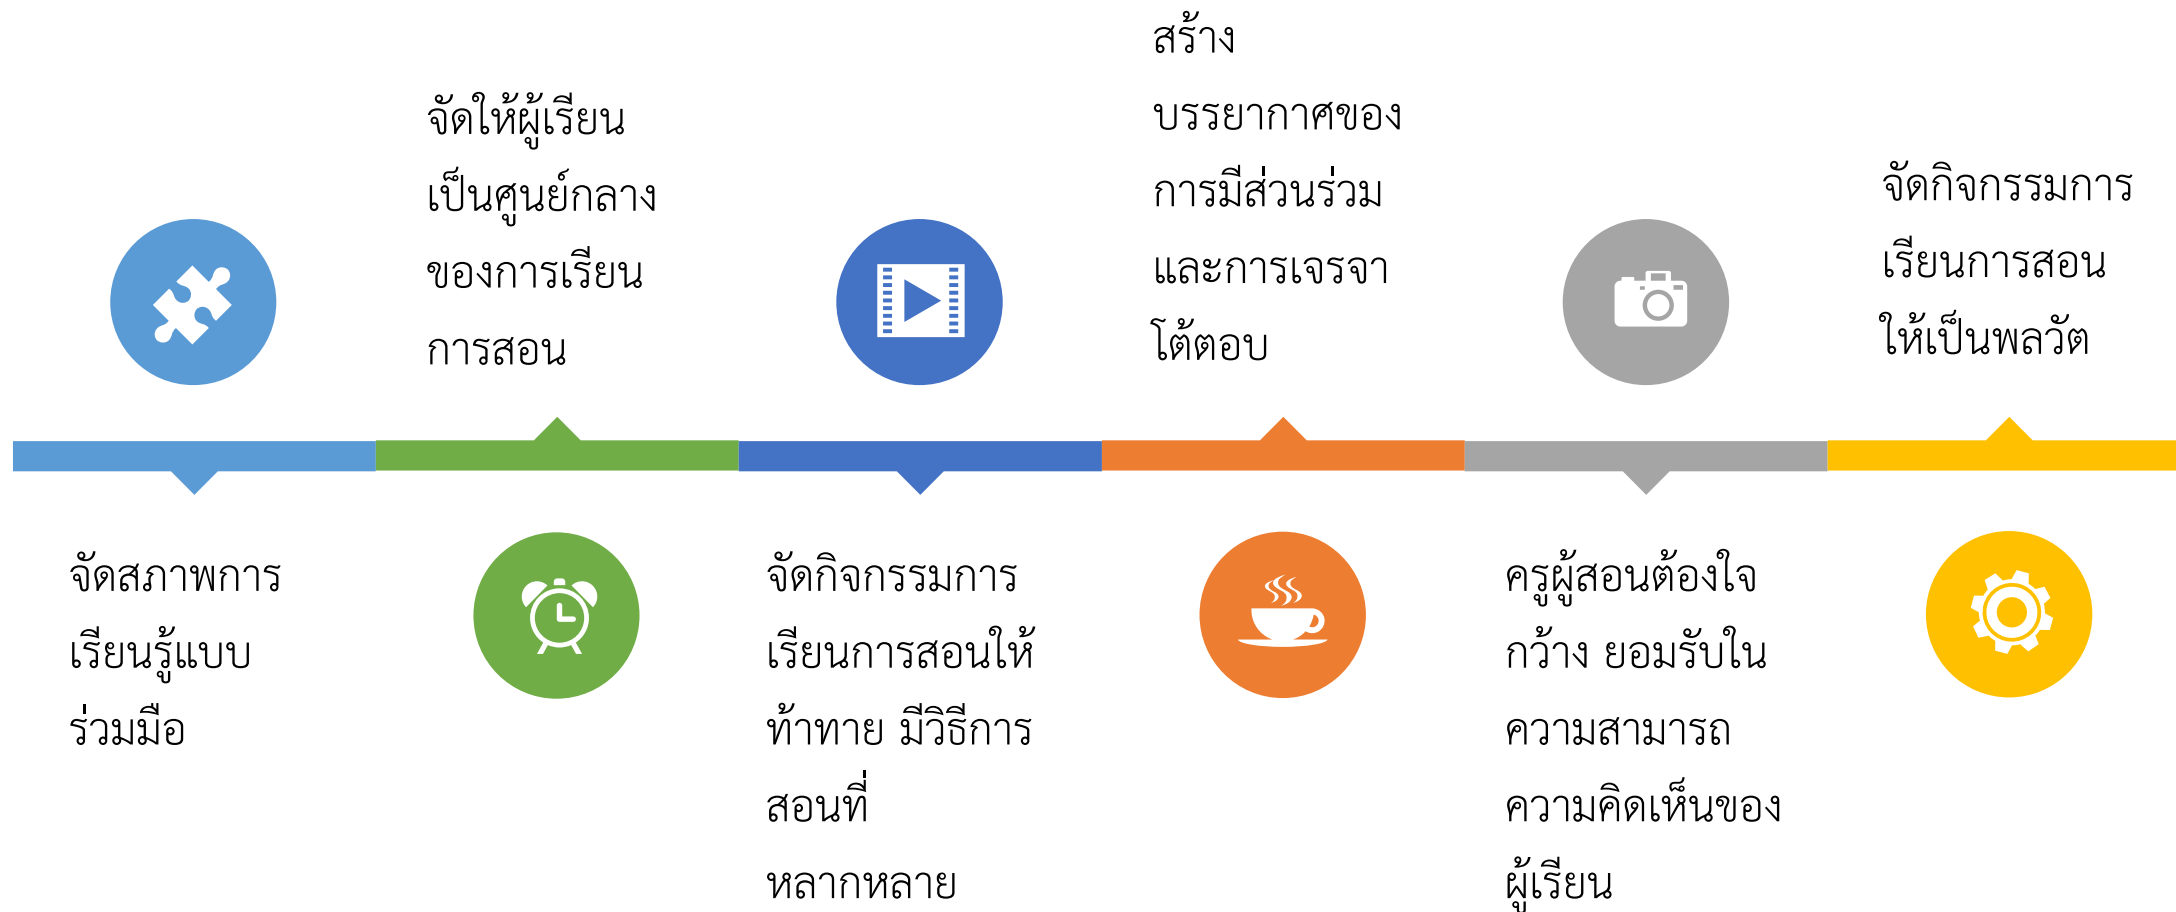 จัดสภาพการ
เรียนรู้แบบ
ร่วมมือ
จัดให้ผู้เรียน
เป็นศูนย์กลาง
ของการเรียน
การสอน
จัดกิจกรรมการ
เรียนการสอนให้
ท้าทาย มีวิธีการ
สอนที่
หลากหลาย
สร้าง
บรรยากาศของ
การมีส่วนร่วม
และการเจรจา
โต้ตอบ
ครูผู้สอนต้องใจ
กว้าง ยอมรับใน
ความสามารถ
ความคิดเห็นของ
ผู้เรียน
จัดกิจกรรมการ
เรียนการสอน
ให้เป็นพลวัต